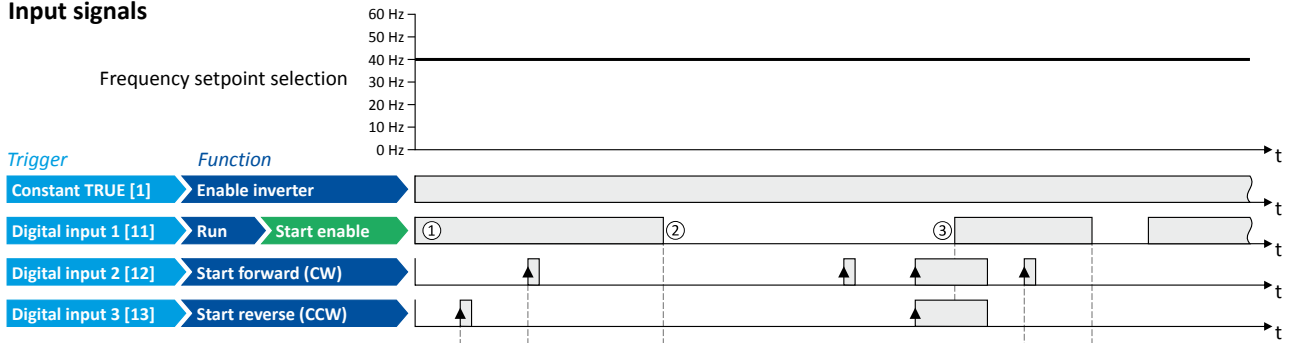 Input signals
60 Hz
50 Hz
40 Hz
Frequency setpoint selection
30 Hz
20 Hz
10 Hz
0 Hz
t
Trigger Function
Constant TRUE [1] Enable inverter
t
Digital input 1 [11] Run Start enable ① ② ③
t
Digital input 2 [12] Start forward (CW)
t
Digital input 3 [13] Start reverse (CCW)
t